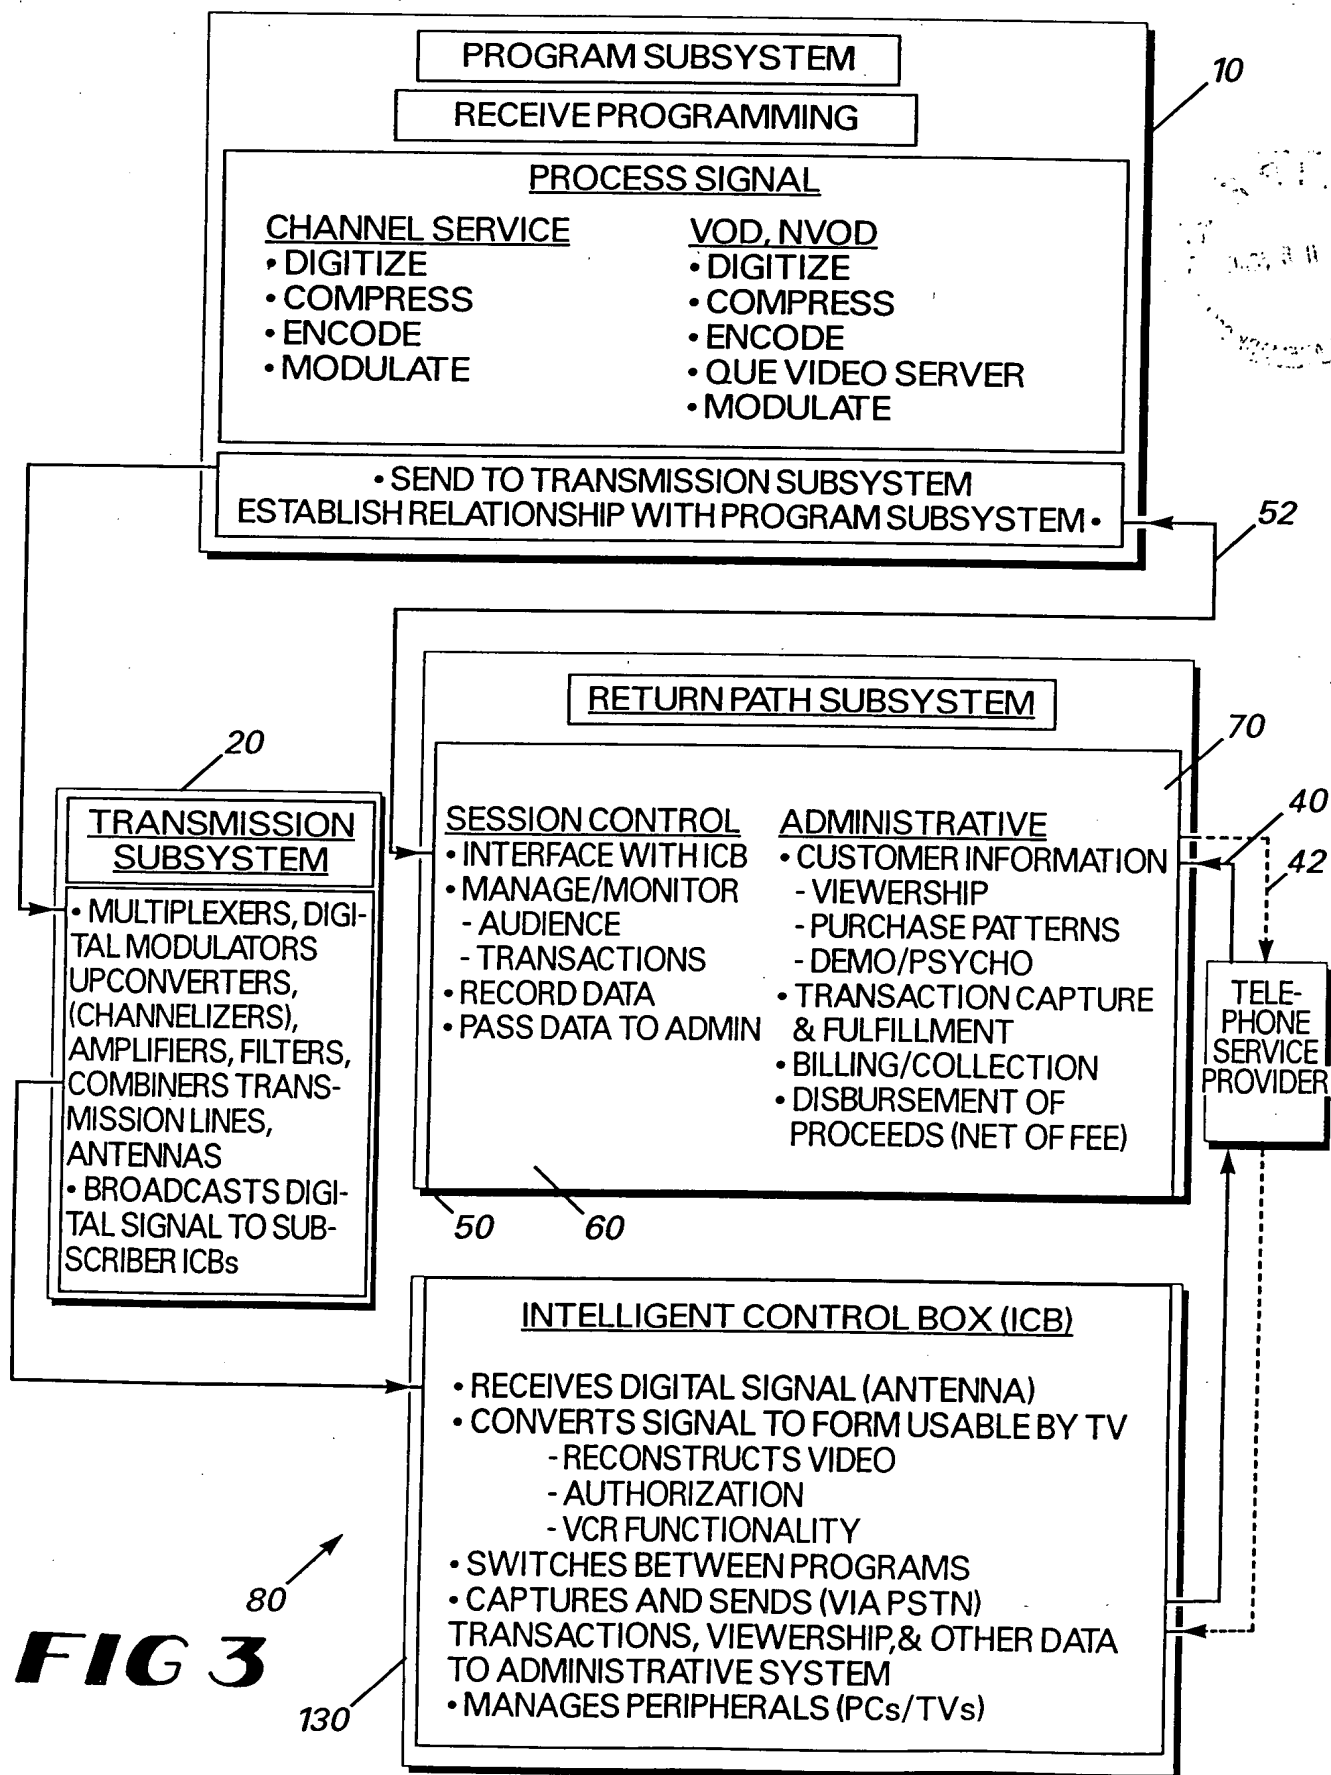 PROGRAM SUBSYSTEM
10
RECEIVE PROGRAMMING
PROCESS SIGNAL
CHANNEL SERVICE
• DIGITIZE
• COMPRESS
• ENCODE
• MODULATE
VOD, NVOD
• DIGITIZE
• COMPRESS
• ENCODE
• QUE VIDEO SERVER
• MODULATE
• SEND TO TRANSMISSION SUBSYSTEM
ESTABLISH RELATIONSHIP WITH PROGRAM SUBSYSTEM •
52
RETURN PATH SUBSYSTEM
70
SESSION CONTROL
• INTERFACE WITH ICB
• MANAGE/MONITOR
- AUDIENCE
- TRANSACTIONS
• RECORD DATA
• PASS DATA TO ADMIN
ADMINISTRATIVE
• CUSTOMER INFORMATION
- VIEWERSHIP
- PURCHASE PATTERNS
- DEMO/PSYCHO
• TRANSACTION CAPTURE
& FULFILLMENT
• BILLING/COLLECTION
• DISBURSEMENT OF
PROCEEDS (NET OF FEE)
40
42
TELE-
PHONE
SERVICE
PROVIDER
50
60
20
TRANSMISSION
SUBSYSTEM
• MULTIPLEXERS, DIGI-
TAL MODULATORS
UPCONVERTERS,
(CHANNELIZERS),
AMPLIFIERS, FILTERS,
COMBINERS TRANS-
MISSION LINES,
ANTENNAS
• BROADCASTS DIGI-
TAL SIGNAL TO SUB-
SCRIBER ICBs
INTELLIGENT CONTROL BOX (ICB)
• RECEIVES DIGITAL SIGNAL (ANTENNA)
• CONVERTS SIGNAL TO FORM USABLE BY TV
- RECONSTRUCTS VIDEO
- AUTHORIZATION
- VCR FUNCTIONALITY
• SWITCHES BETWEEN PROGRAMS
• CAPTURES AND SENDS (VIA PSTN)
TRANSACTIONS, VIEWERSHIP, & OTHER DATA
TO ADMINISTRATIVE SYSTEM
• MANAGES PERIPHERALS (PCs/TVs)
80
130
FIG 3